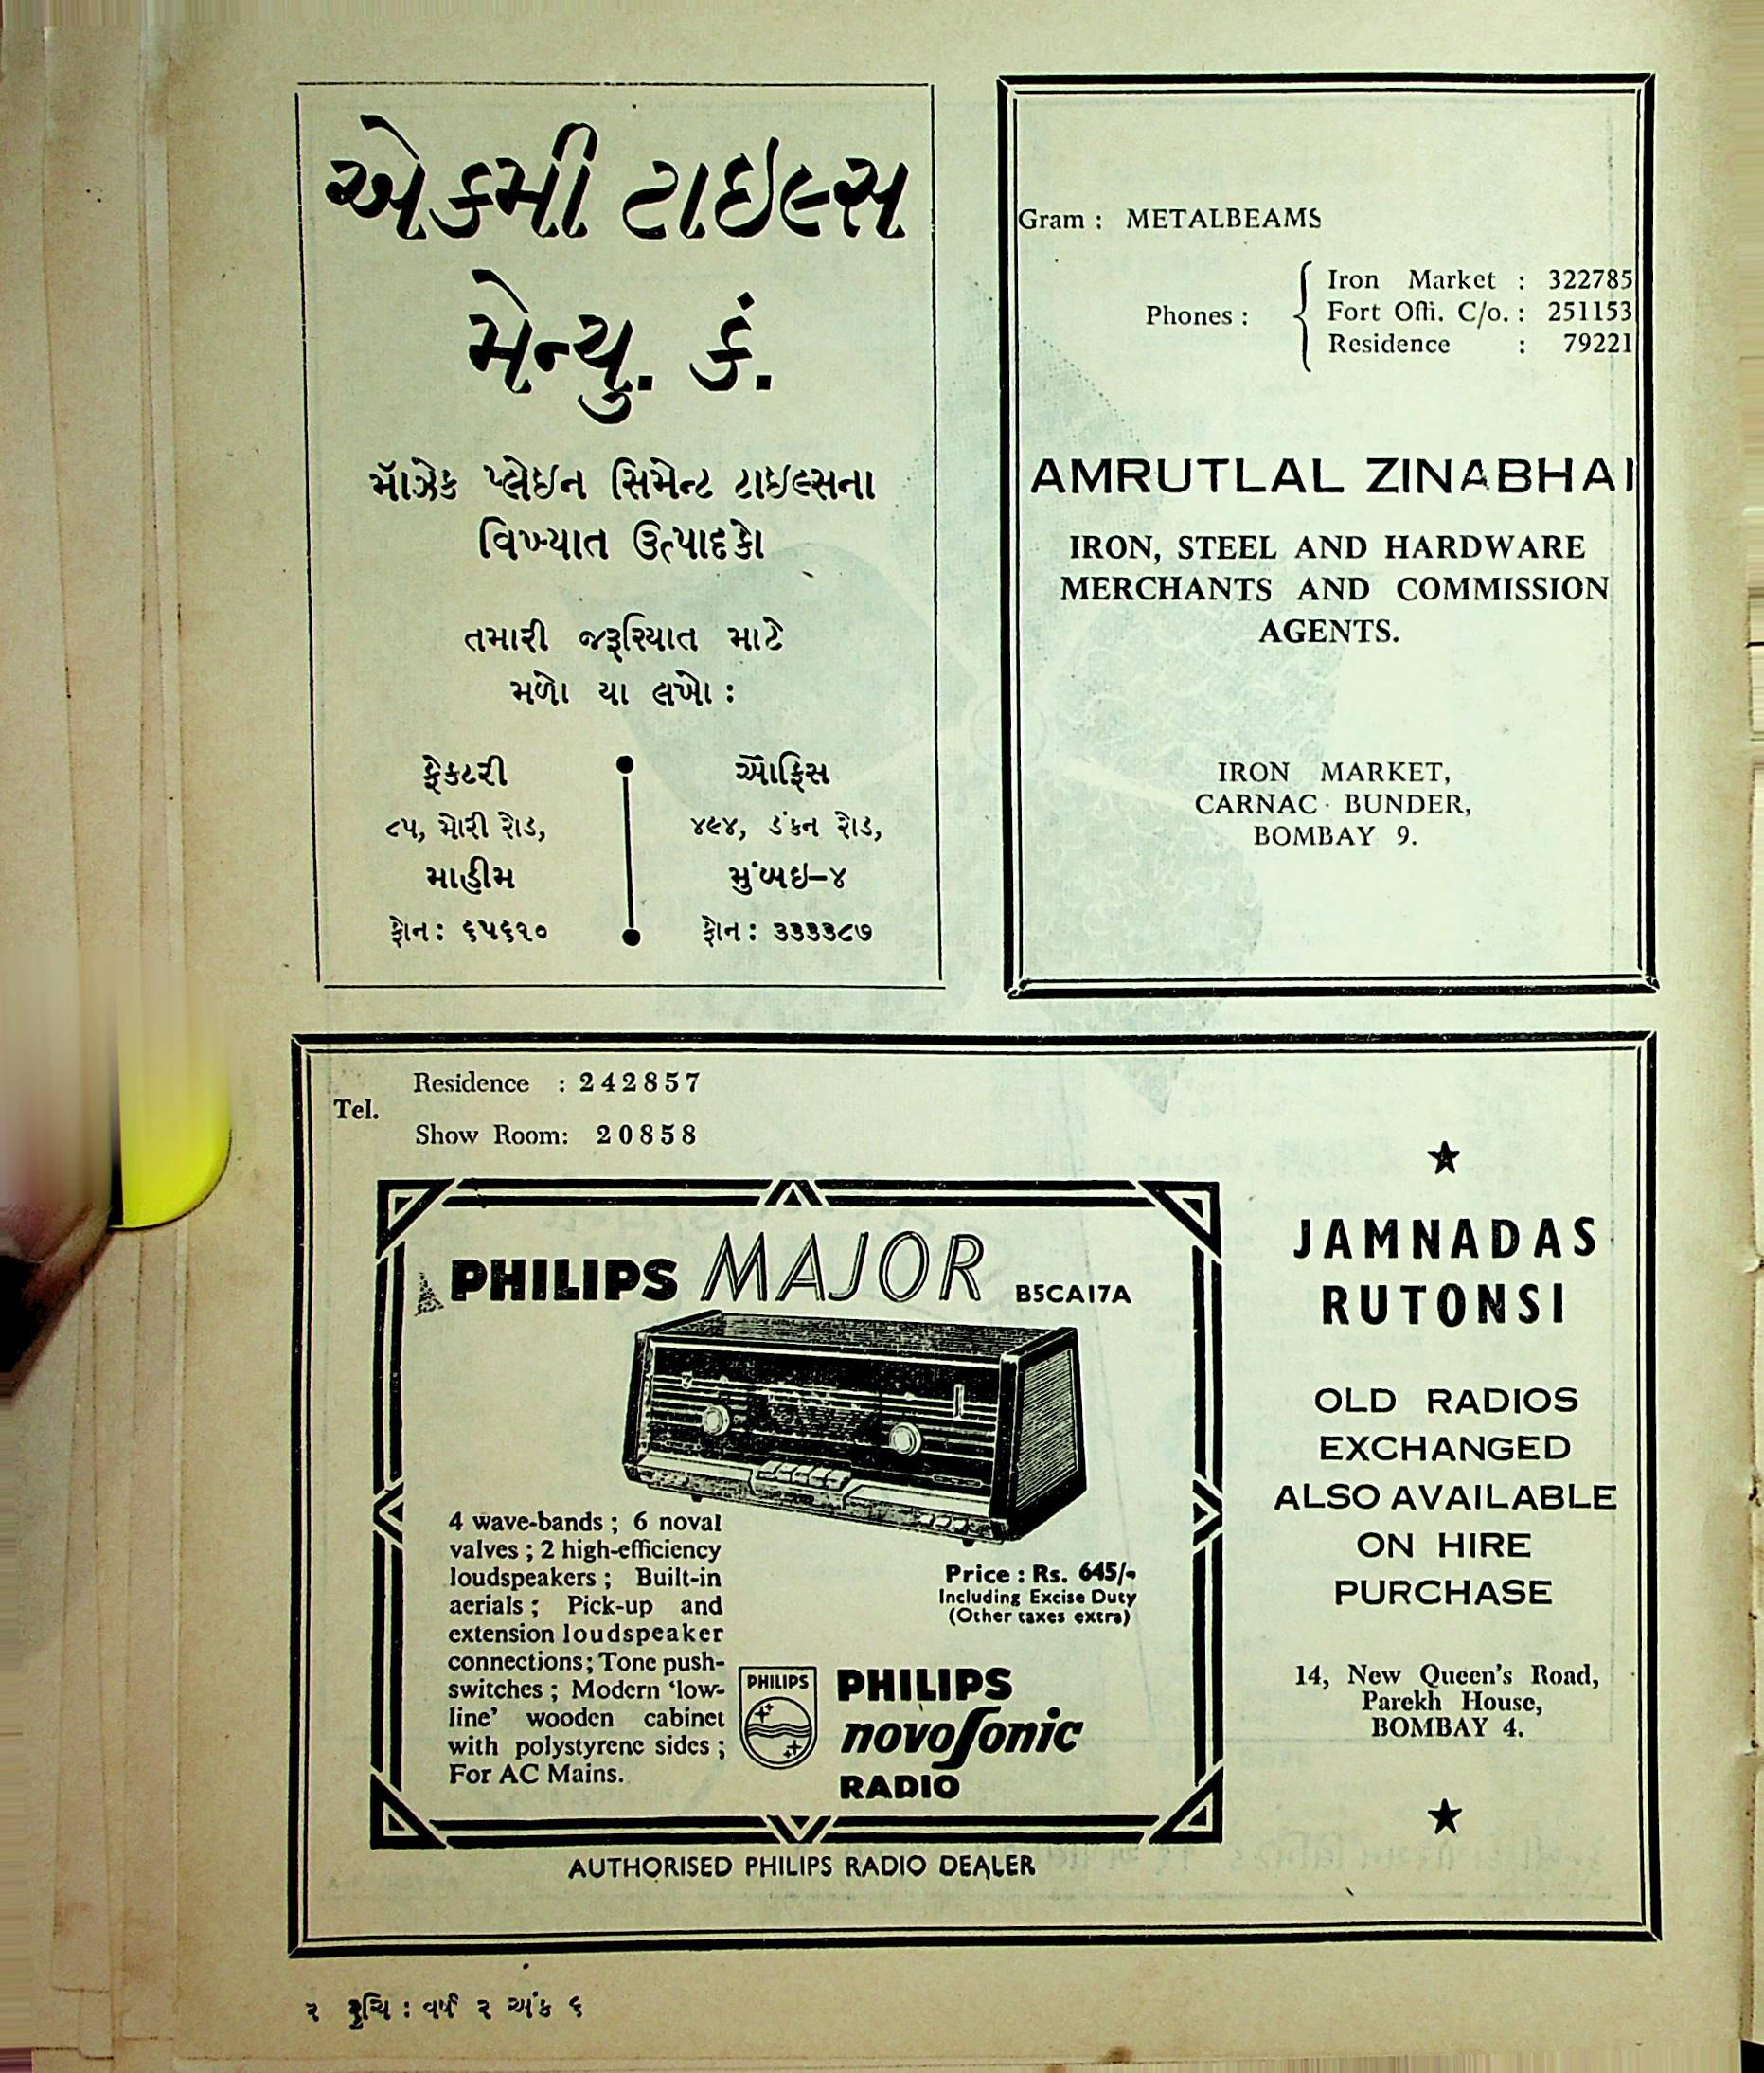 એકમી ટાઇલ્સ
મેન્યુ. કં.
મૉઝેક પ્લેઇન સિમેન્ટ ટાઇલ્સના
વિખ્યાત ઉત્પાદકો
તમારી જરૂરિયાત માટે
મળો યા લખો :
ફેક્ટરી
૮૫, મોરી રોડ,
માહીમ
ફોન : ૬૫૬૧૦
ઑફિસ
૪૯૪, ડંકન રોડ,
મુંબઇ-૪
ફોન : ૩૩૩૩૮૭
Gram : METALBEAMS
Phones :
Iron Market : 322785
Fort Offi. C/o. : 251153
Residence : 79221
AMRUTLAL ZINABHAI
IRON, STEEL AND HARDWARE
MERCHANTS AND COMMISSION
AGENTS.
IRON MARKET,
CARNAC BUNDER,
BOMBAY 9.
Tel.
Residence : 242857
Show Room: 20858
PHILIPS MAJOR B5CA17A
4 wave-bands ; 6 noval
valves ; 2 high-efficiency
loudspeakers ; Built-in
aerials ; Pick-up and
extension loudspeaker
connections; Tone push-
switches ; Modern 'low-
line' wooden cabinet
with polystyrene sides ;
For AC Mains.
Price : Rs. 645/-
Including Excise Duty
(Other taxes extra)
PHILIPS
PHILIPS
novosonic
RADIO
AUTHORISED PHILIPS RADIO DEALER
JAMNADAS
RUTONSI
OLD RADIOS
EXCHANGED
ALSO AVAILABLE
ON HIRE
PURCHASE
14, New Queen's Road,
Parekh House,
BOMBAY 4.
૨ રુચિ : વર્ષ ૨ અંક ૬